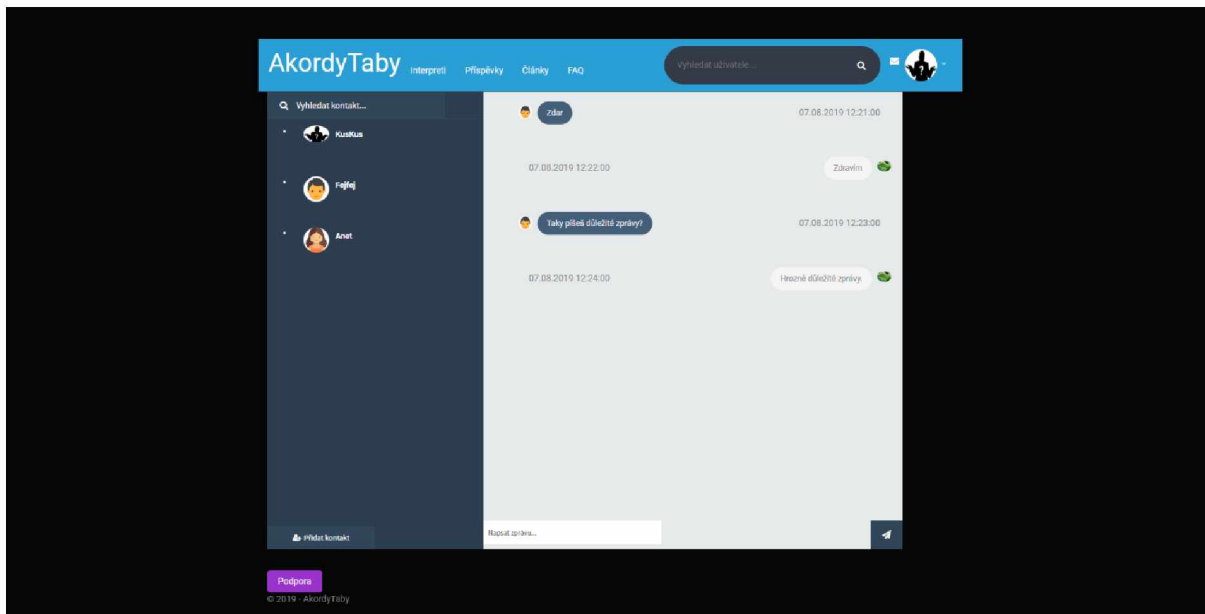 AkordyTaby Interpreti Příspěvky Články FAQ Vyhledat uživatele...
Vyhledat kontakt...
KusKus
Fejfej
Anet
Přidat kontakt
Zdar 07.08.2019 12:21:00
07.08.2019 12:22:00 Zdravím
Taky píšeš důležité zprávy? 07.08.2019 12:23:00
07.08.2019 12:24:00 Hrozně důležité zprávy.
Napsat zprávu...
Podpora
© 2019 - AkordyTaby